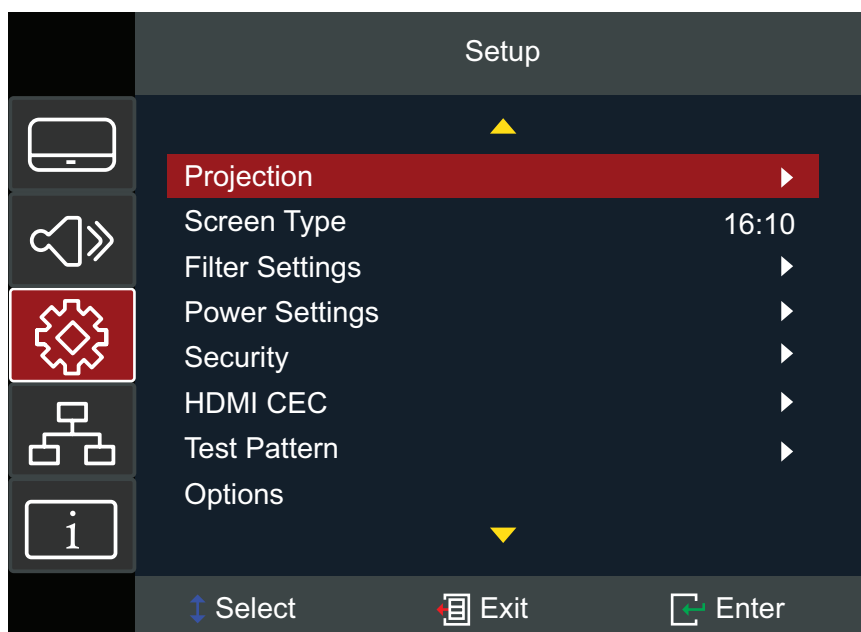 Setup
Projection
Screen Type 16:10
Filter Settings
Power Settings
Security
HDMI CEC
Test Pattern
Options
i
Select Exit Enter